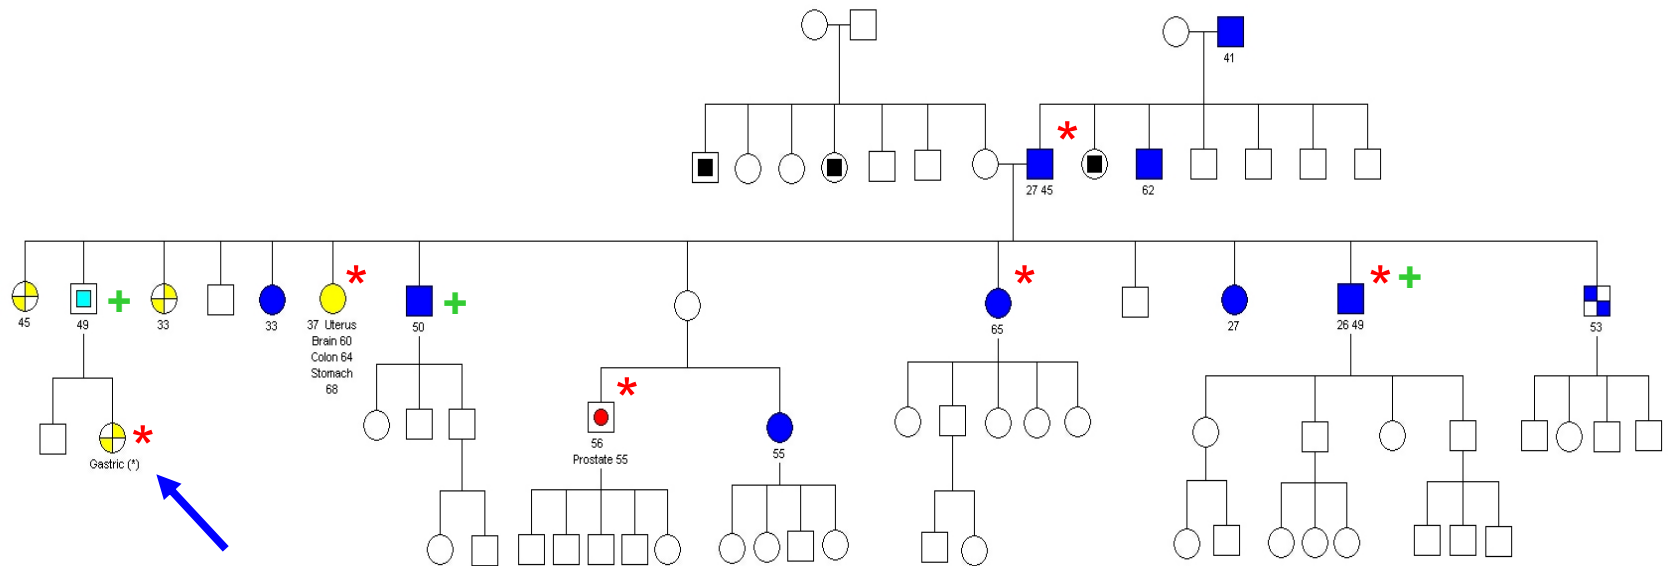 41
27 45
62
45
49
33
33
37 Uterus
Brain 60
Colon 64
Stomach
68
50
65
27
26 49
53
Gastric (*)
56
Prostate 55
55